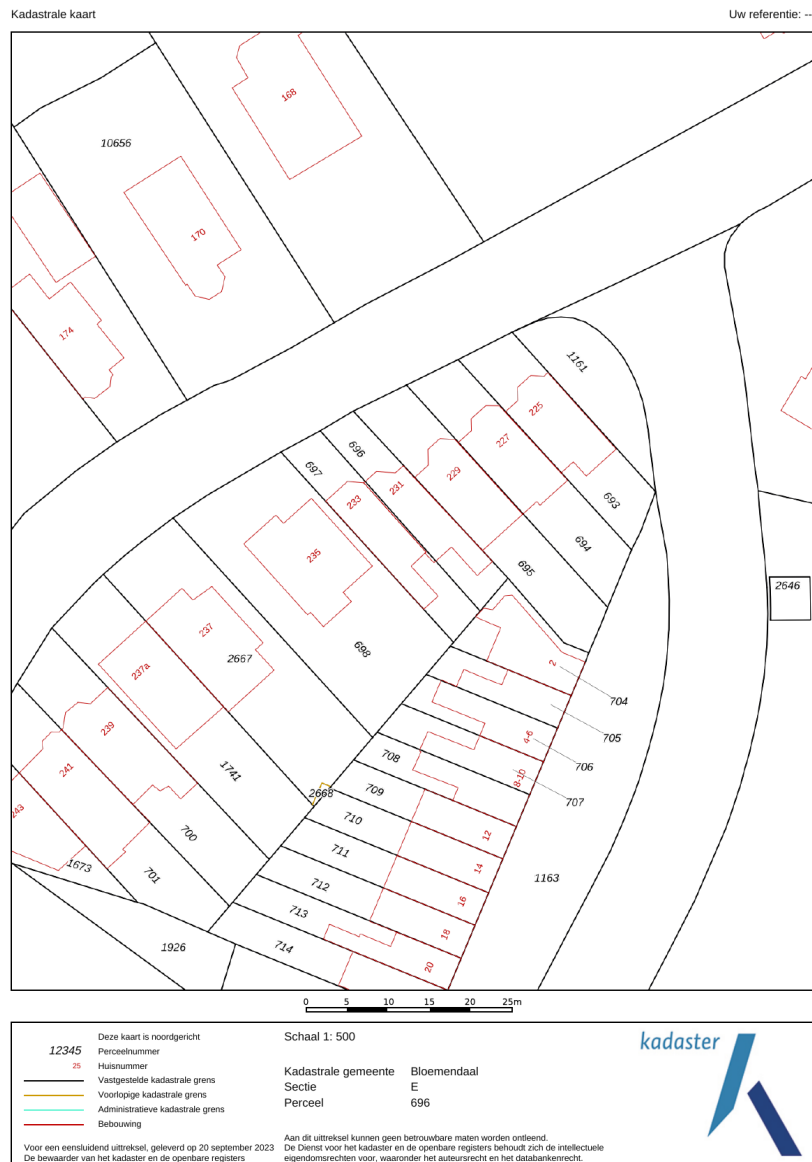 Kadastrale kaart
Uw referentie: --
168
10656
170
174
1161
225
227
696
697
229
231
233
693
694
235
695
2646
698
237
2667
237a
2
704
705
4-6
706
239
708
1741
241
8-10
709
2668
707
243
710
12
700
711
14
1673
701
712
1163
16
713
18
1926
714
20
0 5 10 15 20 25m
Deze kaart is noordgericht
12345 Perceelnummer
25 Huisnummer
Vastgestelde kadastrale grens
Voorlopige kadastrale grens
Administratieve kadastrale grens
Bebouwing
Voor een eensluidend uittreksel, geleverd op 20 september 2023
De bewaarder van het kadaster en de openbare registers
Schaal 1: 500
Kadastrale gemeente Bloemendaal
Sectie E
Perceel 696
Aan dit uittreksel kunnen geen betrouwbare maten worden ontleend.
De Dienst voor het kadaster en de openbare registers behoudt zich de intellectuele
eigendomsrechten voor, waaronder het auteursrecht en het databankenrecht.
kadaster